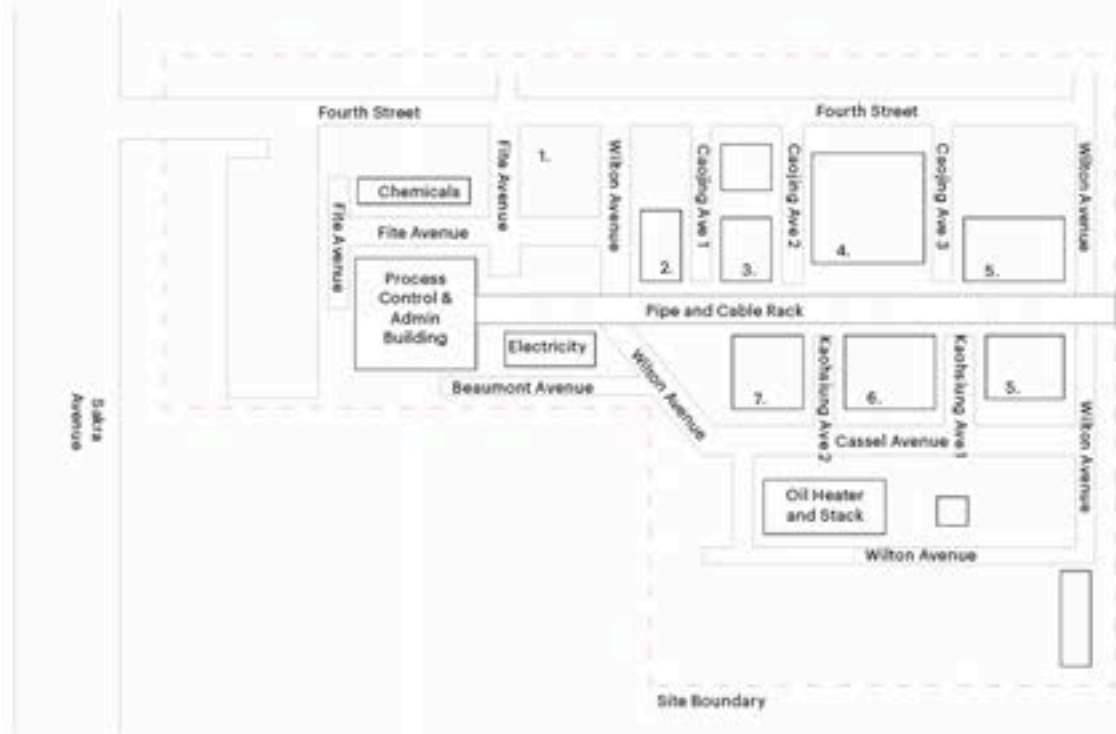 Fourth Street
Fourth Street
Fite Avenue
1.
Wilton Avenue
Caojing Ave 1
Caojing Ave 2
Caojing Ave 3
Wilton Avenue
Chemicals
Fite Avenue
Fite Avenue
2.
3.
4.
5.
Process
Control &
Admin
Building
Pipe and Cable Rack
Electricity
Beaumont Avenue
Wilson Avenue
7.
Kaohsiung Ave 2
6.
Kaohsiung Ave 1
5.
Wilton Avenue
Cassel Avenue
Sakra
Avenue
Oil Heater
and Stack
Wilton Avenue
Site Boundary